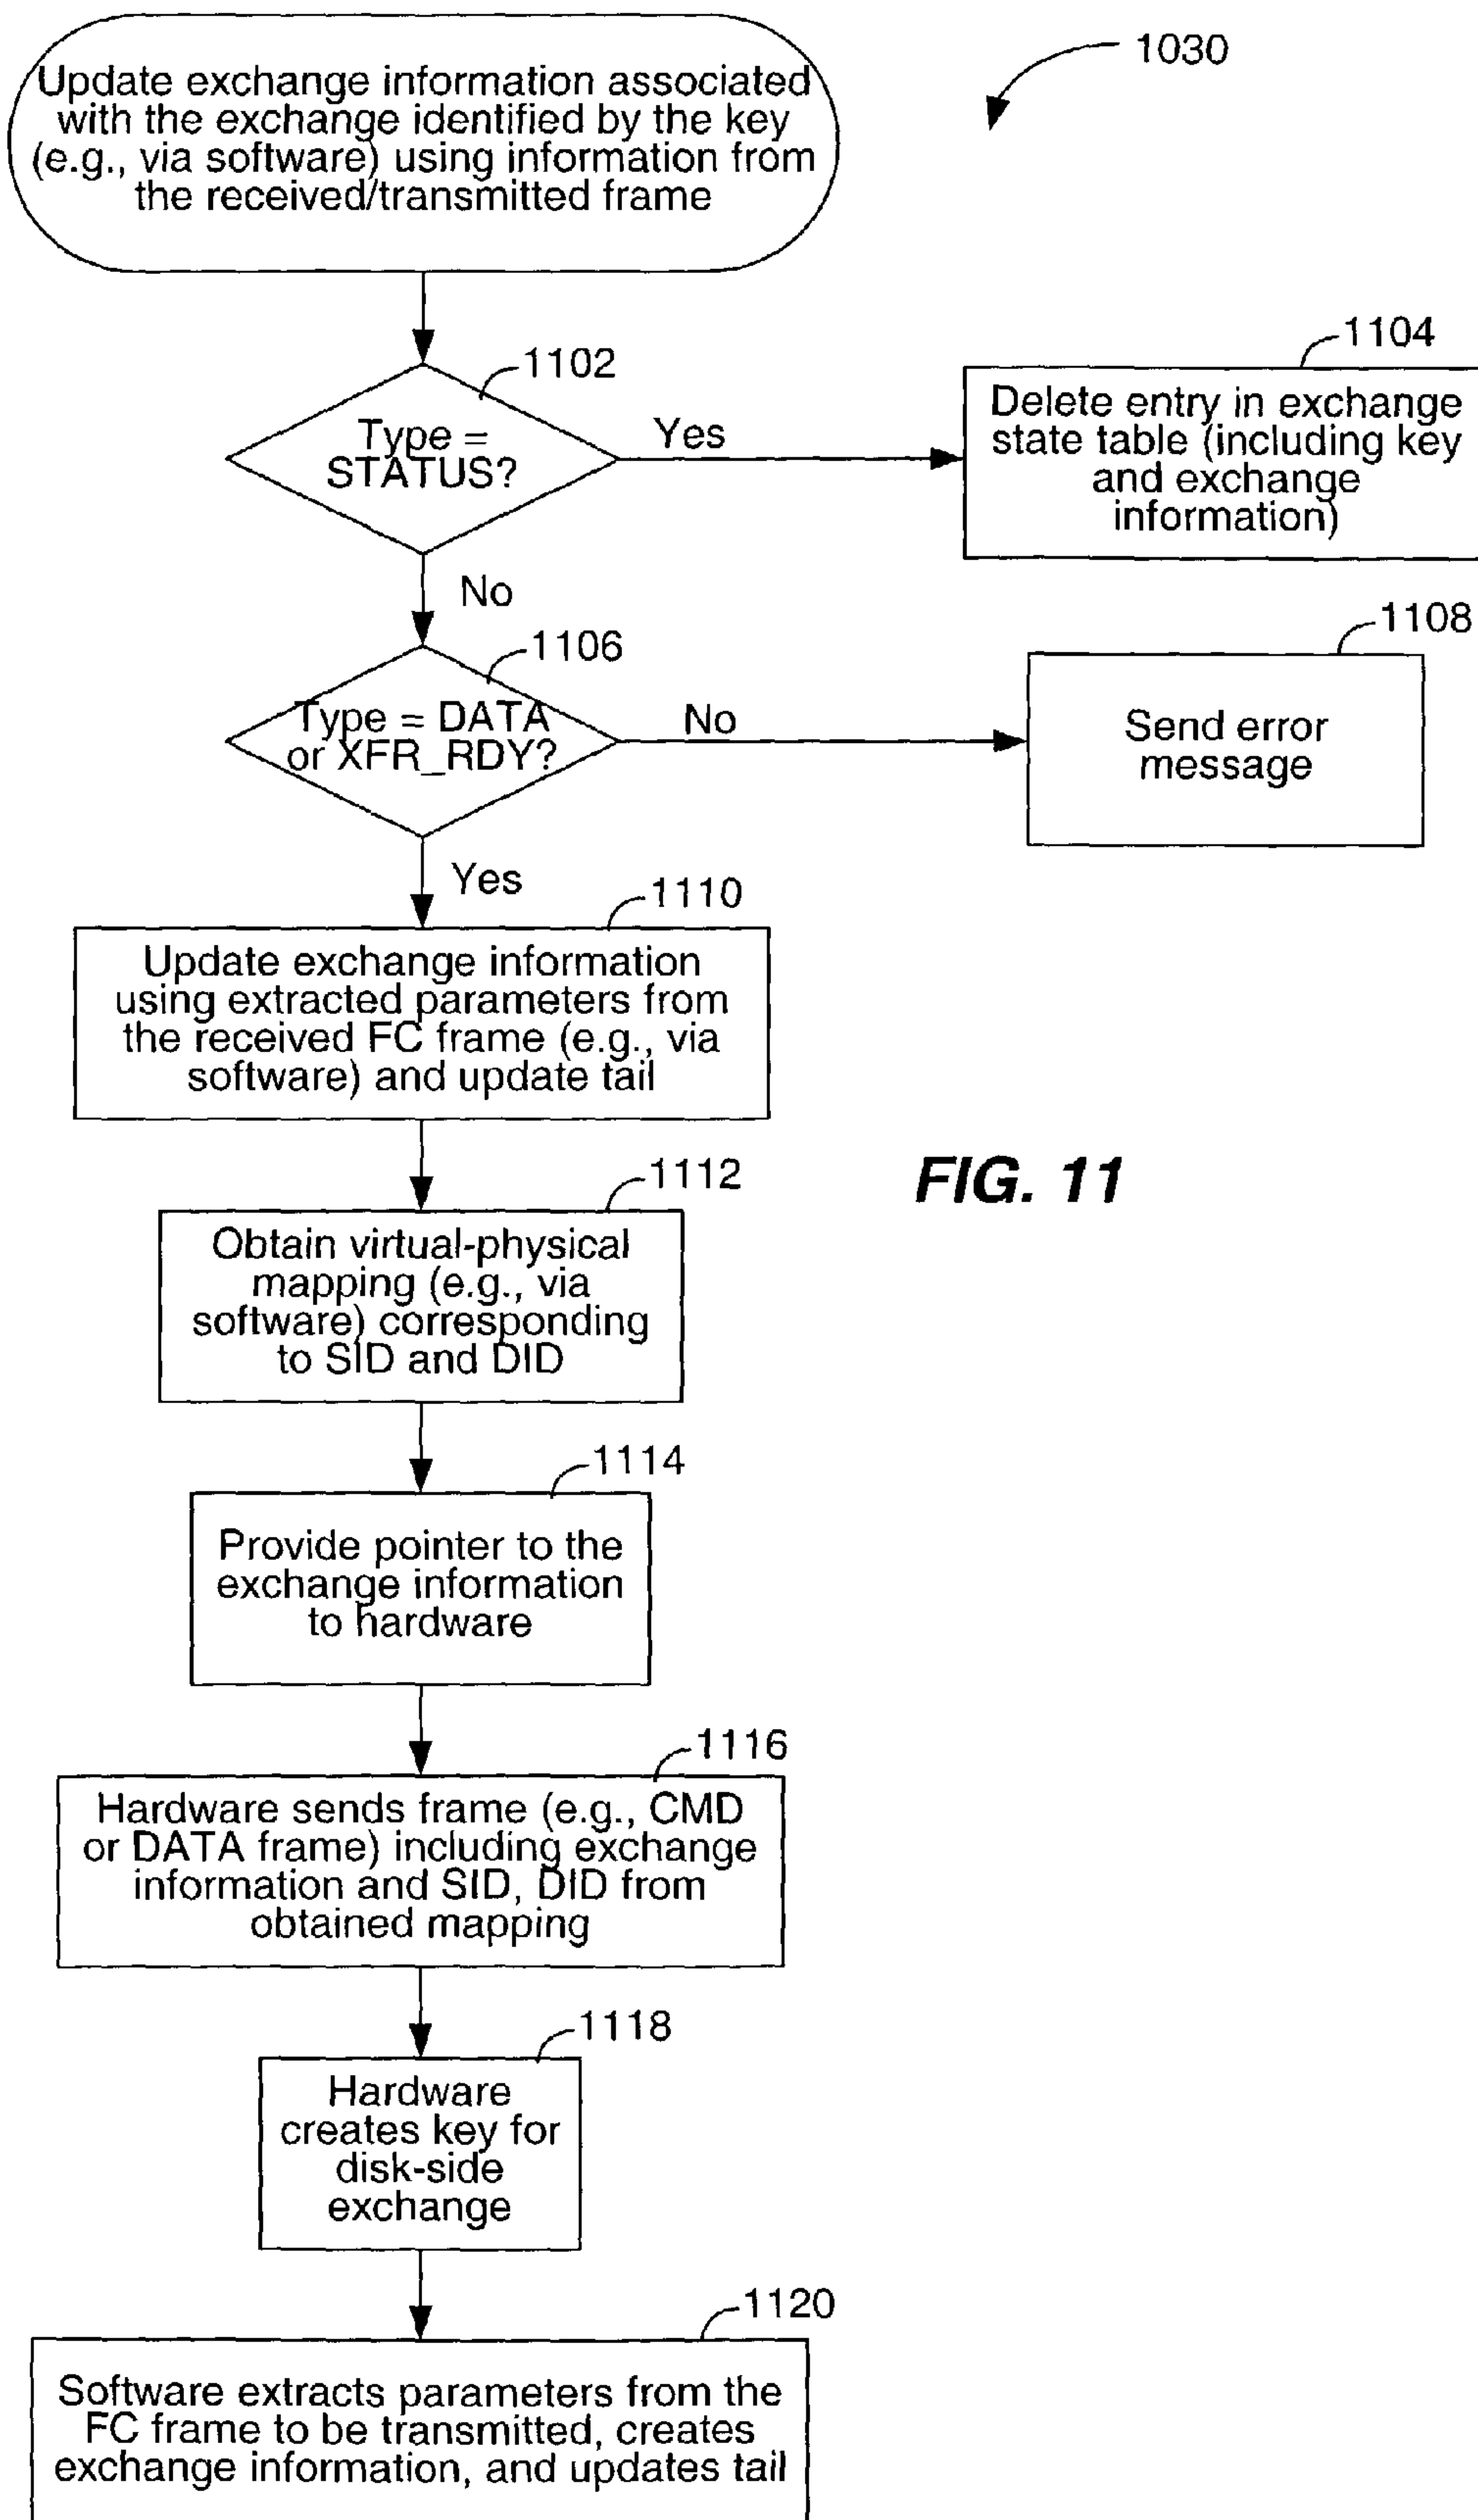 1030
Update exchange information associated
with the exchange identified by the key
(e.g., via software) using information from
the received/transmitted frame
1102
Type =
STATUS?
Yes
1104
Delete entry in exchange
state table (including key
and exchange
information)
No
1106
Type = DATA
or XFR_RDY?
No
1108
Send error
message
Yes
1110
Update exchange information
using extracted parameters from
the received FC frame (e.g., via
software) and update tail
FIG. 11
1112
Obtain virtual-physical
mapping (e.g., via
software) corresponding
to SID and DID
1114
Provide pointer to the
exchange information
to hardware
1116
Hardware sends frame (e.g., CMD
or DATA frame) including exchange
information and SID, DID from
obtained mapping
1118
Hardware
creates key for
disk-side
exchange
1120
Software extracts parameters from the
FC frame to be transmitted, creates
exchange information, and updates tail